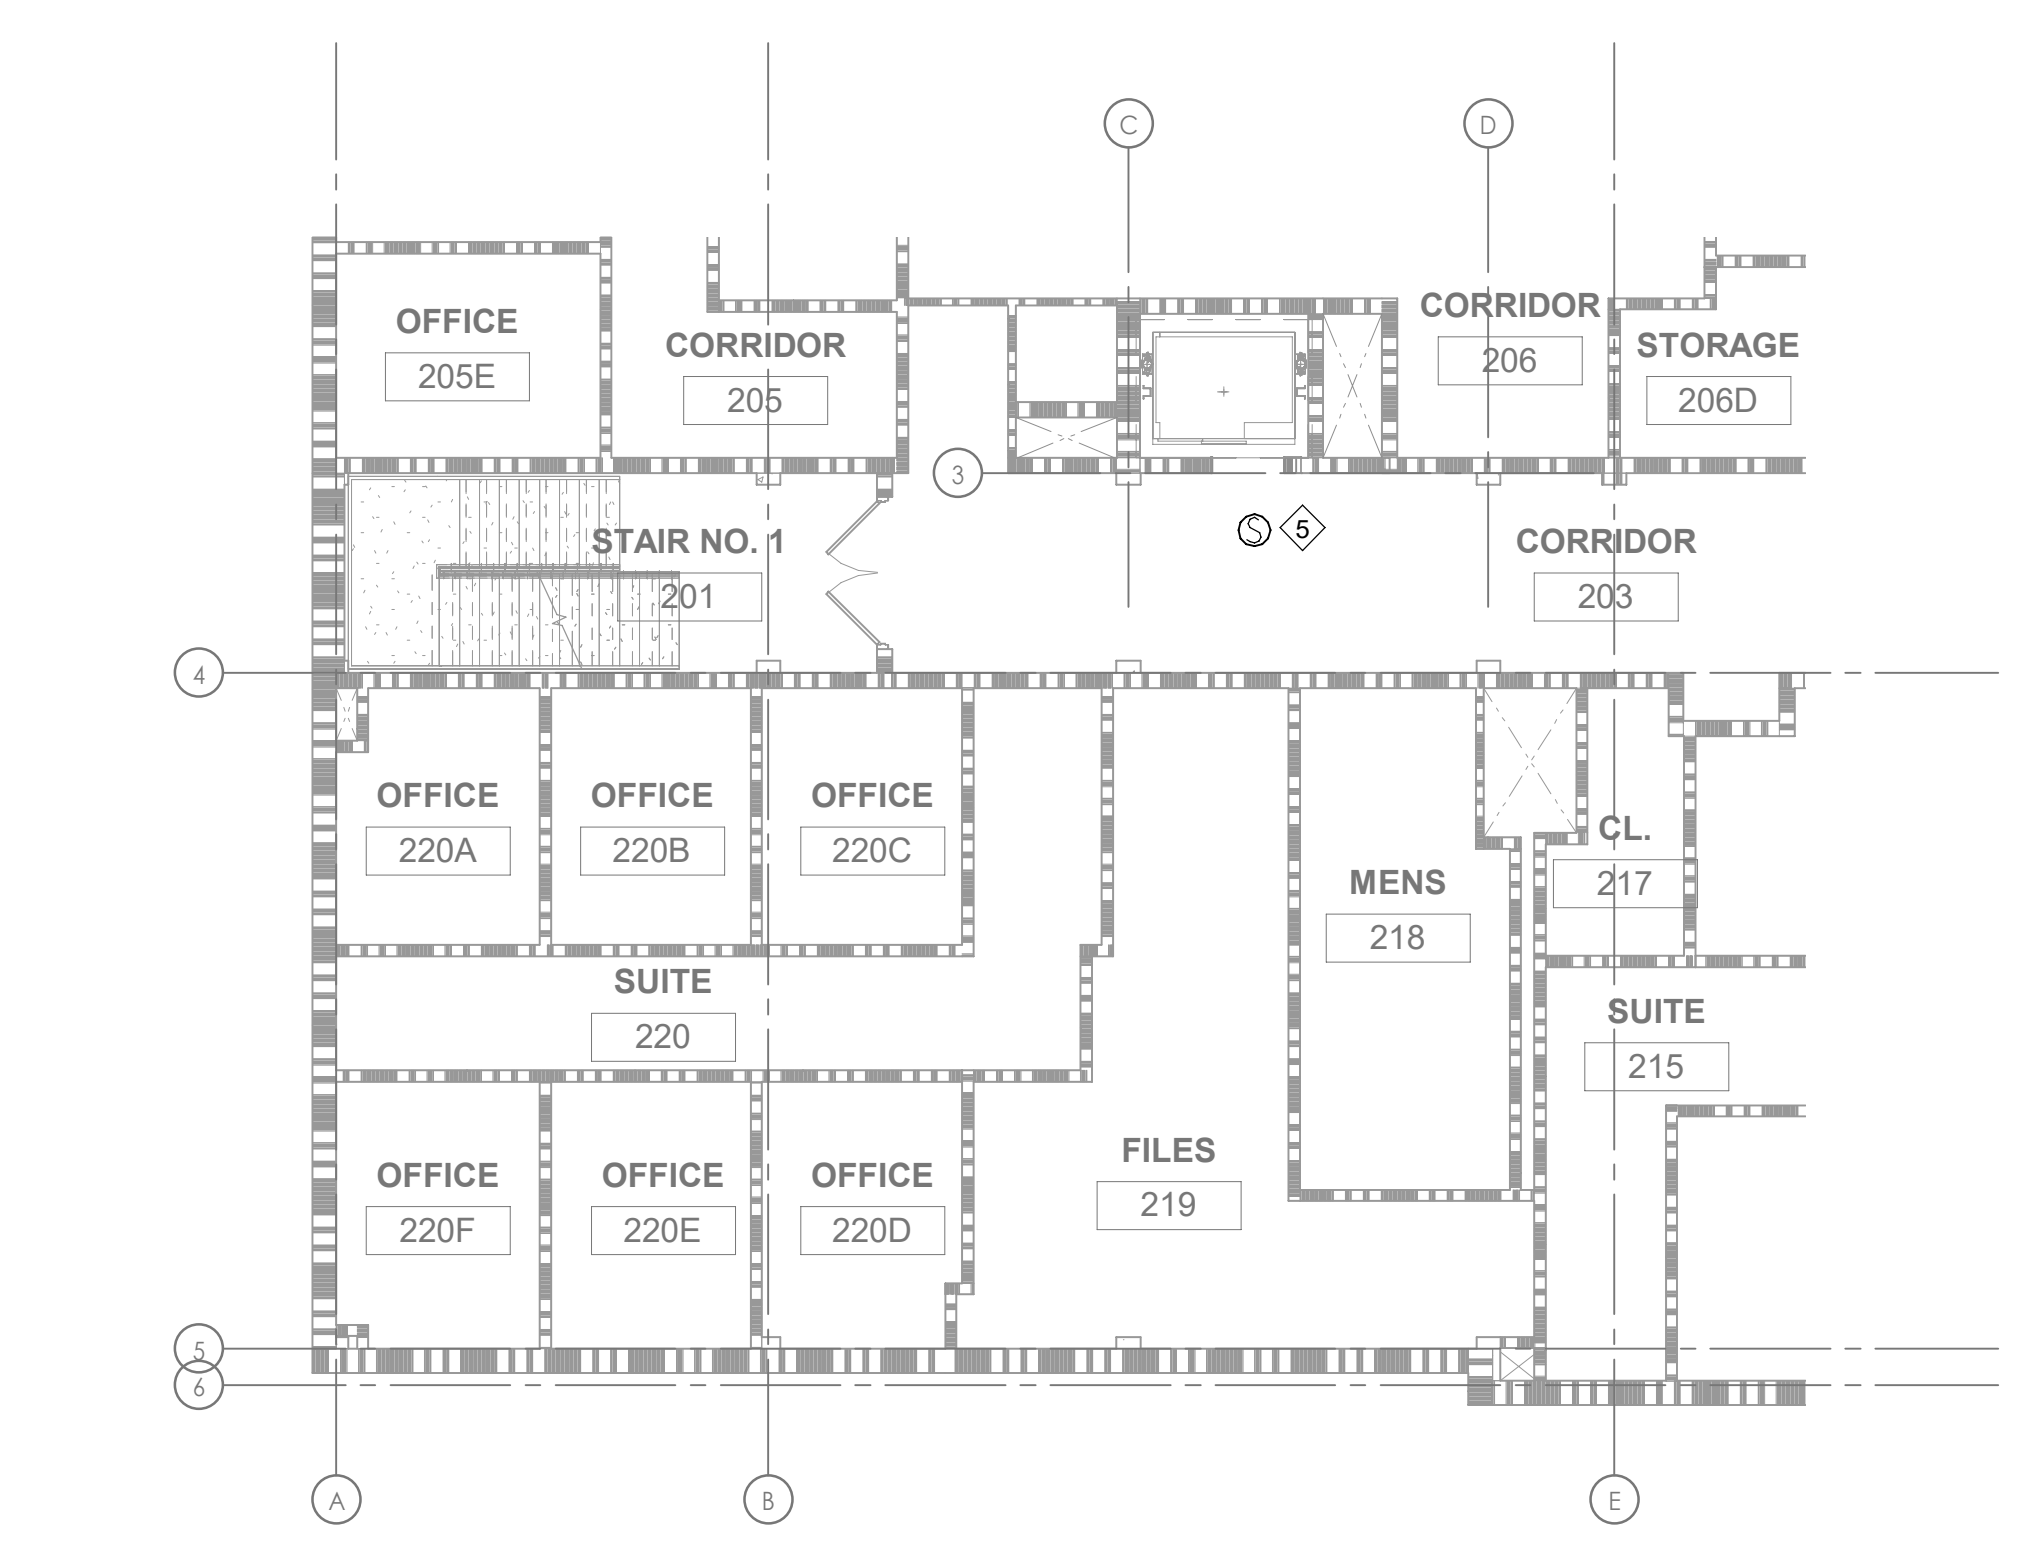 C
D
OFFICE
205E
CORRIDOR
205
CORRIDOR
206
STORAGE
206D
3
STAIR NO. 1
201
S
5
CORRIDOR
203
4
OFFICE
220A
OFFICE
220B
OFFICE
220C
CL.
217
MENS
218
SUITE
220
SUITE
215
FILES
219
OFFICE
220F
OFFICE
220E
OFFICE
220D
5
6
A
B
E